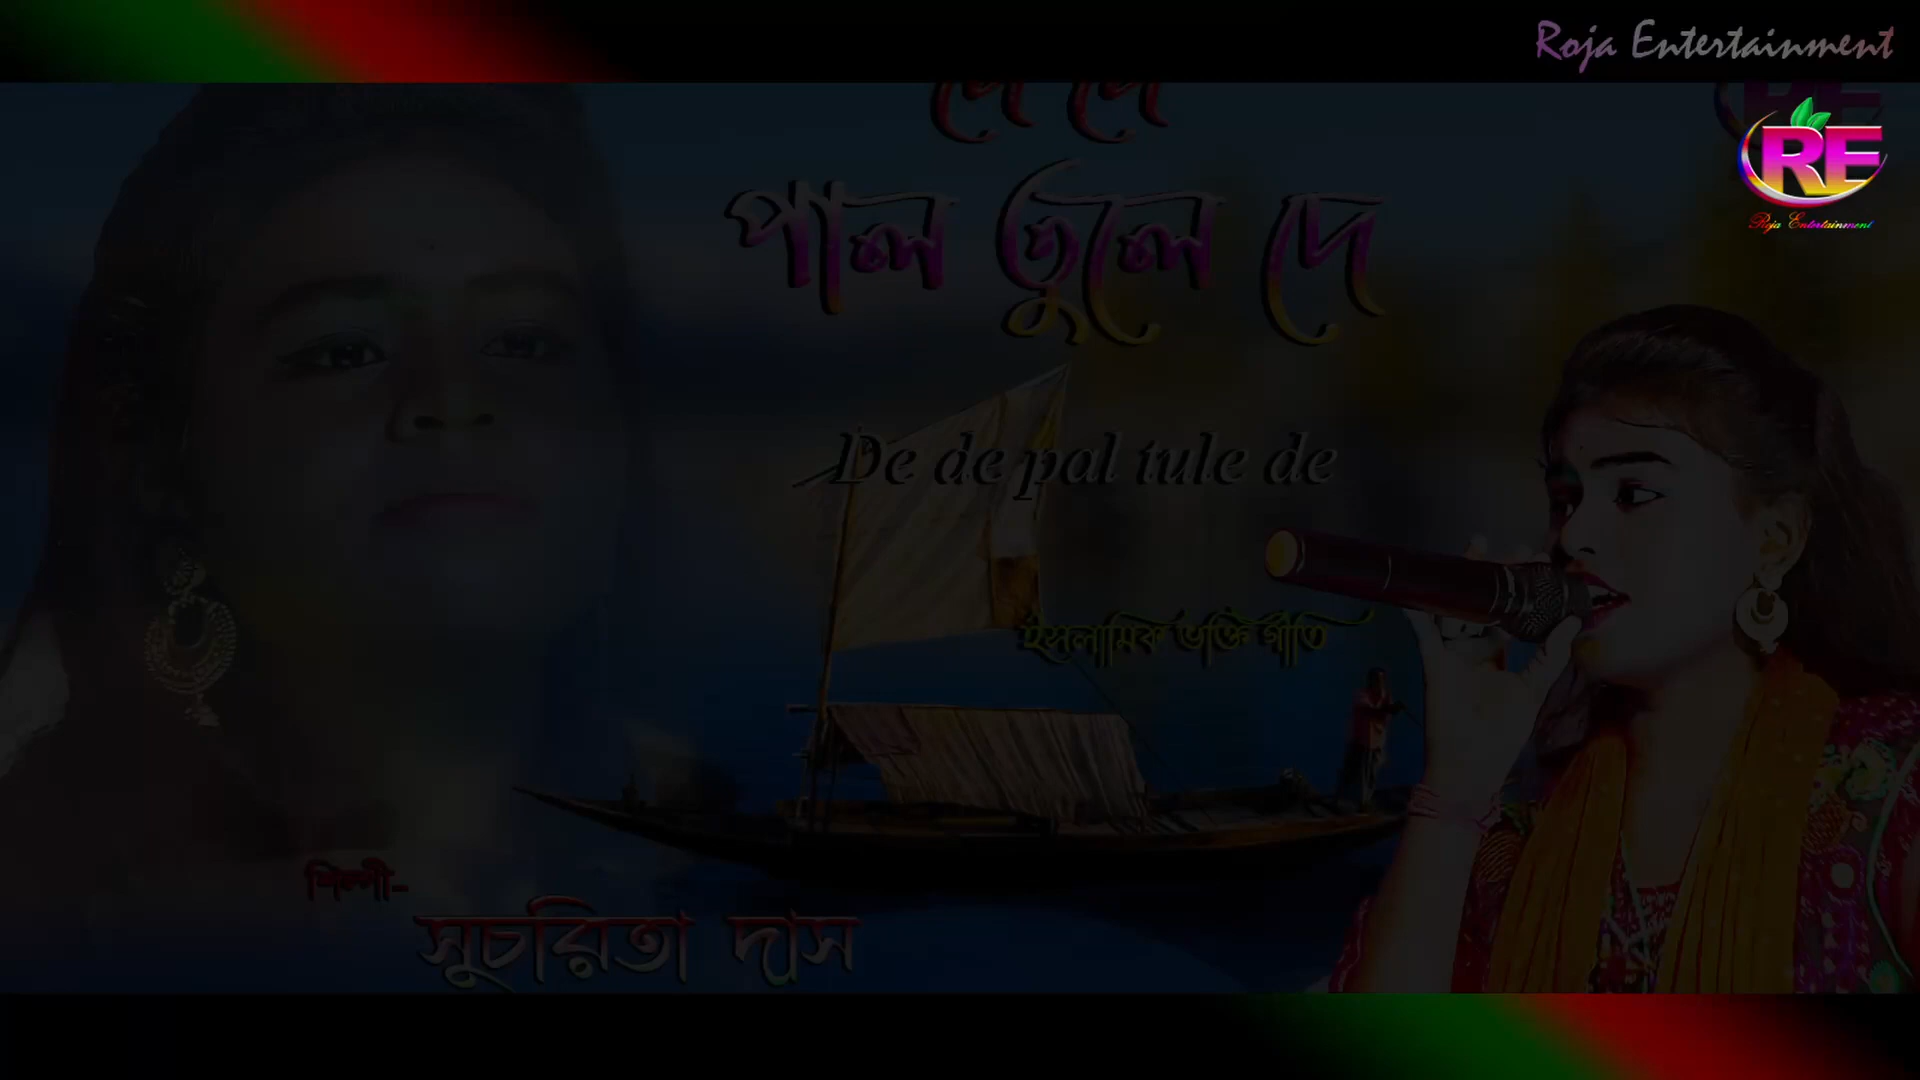 Roja Entertainment
RE
Roja Entertainment
দে দে
পাল তুলে দে
De de pal tule de
ইসলামিক ভক্তি গীতি
শিল্পী-
সুচরিতা দাস